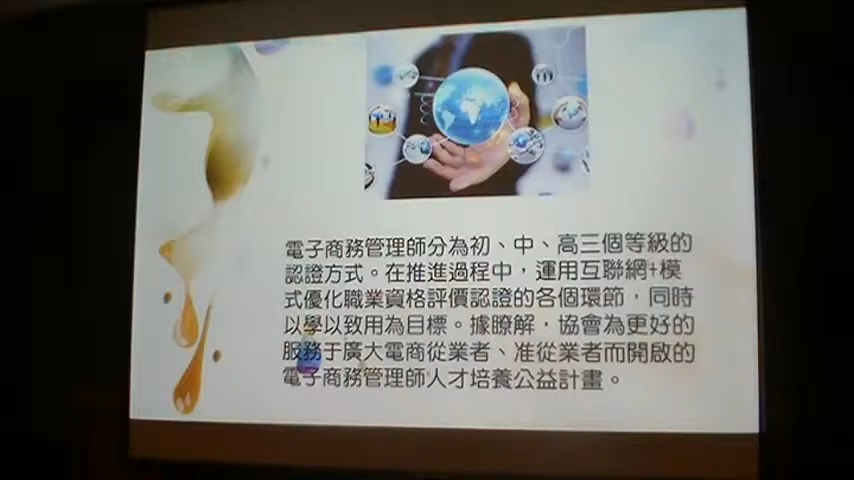 電子商務管理師分為初、中、高三個等級的
認證方式。在推進過程中，運用互聯網+模
式優化職業資格評價認證的各個環節，同時
以學以致用為目標。據瞭解，協會為更好的
服務于廣大電商從業者、准從業者而開啟的
電子商務管理師人才培養公益計畫。